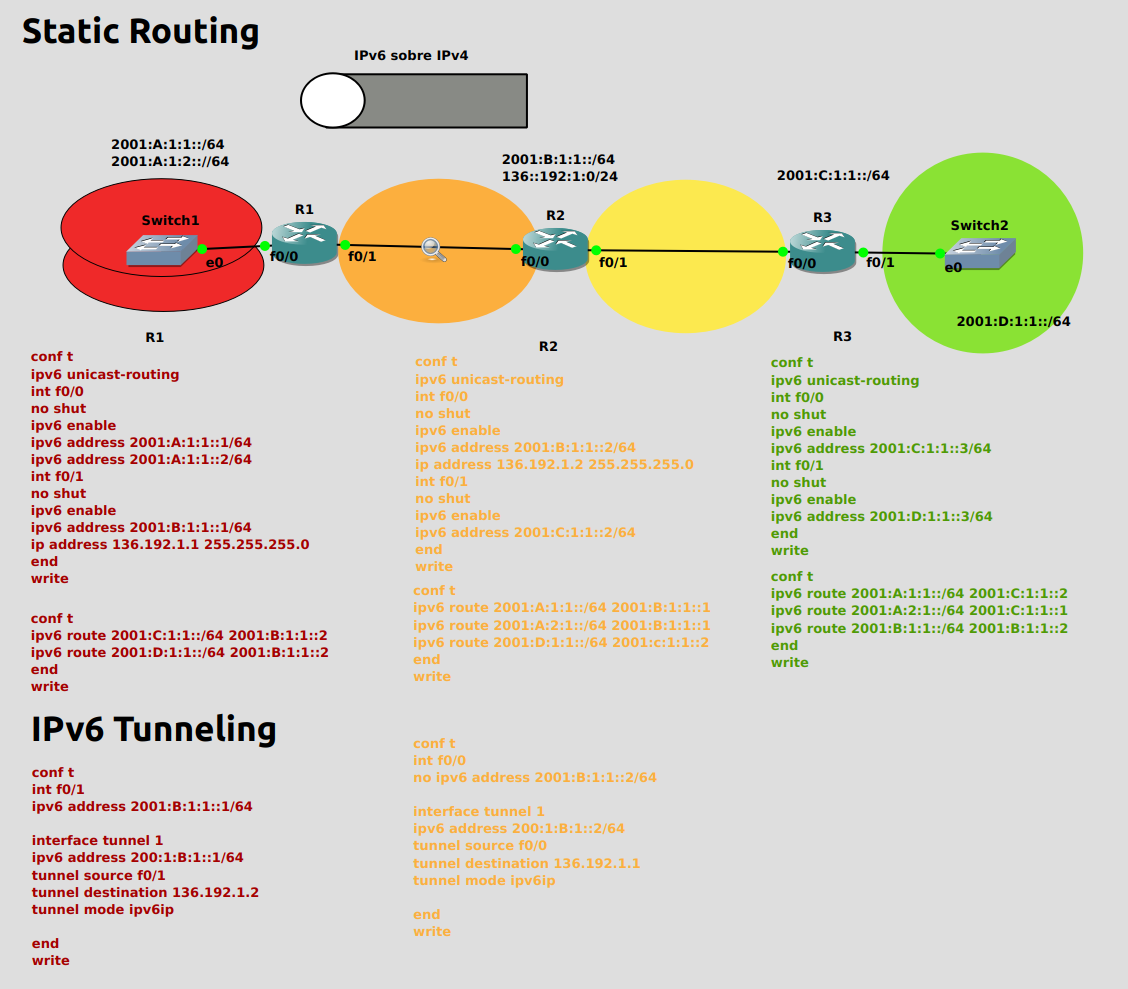 Static Routing
IPv6 sobre IPv4
2001:A:1:1::/64
2001:A:1:2:://64
2001:B:1:1::/64
136::192:1:0/24
2001:C:1:1::/64
Switch1
R1
R2
R3
Switch2
e0
f0/0
f0/1
f0/0
f0/1
f0/0
f0/1
e0
2001:D:1:1::/64
R1
conf t
ipv6 unicast-routing
int f0/0
no shut
ipv6 enable
ipv6 address 2001:A:1:1::1/64
ipv6 address 2001:A:1:1::2/64
int f0/1
no shut
ipv6 enable
ipv6 address 2001:B:1:1::1/64
ip address 136.192.1.1 255.255.255.0
end
write
conf t
ipv6 route 2001:C:1:1::/64 2001:B:1:1::2
ipv6 route 2001:D:1:1::/64 2001:B:1:1::2
end
write
R2
conf t
ipv6 unicast-routing
int f0/0
no shut
ipv6 enable
ipv6 address 2001:B:1:1::2/64
ip address 136.192.1.2 255.255.255.0
int f0/1
no shut
ipv6 enable
ipv6 address 2001:C:1:1::2/64
end
write
conf t
ipv6 route 2001:A:1:1::/64 2001:B:1:1::1
ipv6 route 2001:A:2:1::/64 2001:B:1:1::1
ipv6 route 2001:D:1:1::/64 2001:c:1:1::2
end
write
R3
conf t
ipv6 unicast-routing
int f0/0
no shut
ipv6 enable
ipv6 address 2001:C:1:1::3/64
int f0/1
no shut
ipv6 enable
ipv6 address 2001:D:1:1::3/64
end
write
conf t
ipv6 route 2001:A:1:1::/64 2001:C:1:1::2
ipv6 route 2001:A:2:1::/64 2001:C:1:1::1
ipv6 route 2001:B:1:1::/64 2001:B:1:1::2
end
write
IPv6 Tunneling
conf t
int f0/1
ipv6 address 2001:B:1:1::1/64
interface tunnel 1
ipv6 address 200:1:B:1::1/64
tunnel source f0/1
tunnel destination 136.192.1.2
tunnel mode ipv6ip
end
write
conf t
int f0/0
no ipv6 address 2001:B:1:1::2/64
interface tunnel 1
ipv6 address 200:1:B:1::2/64
tunnel source f0/0
tunnel destination 136.192.1.1
tunnel mode ipv6ip
end
write